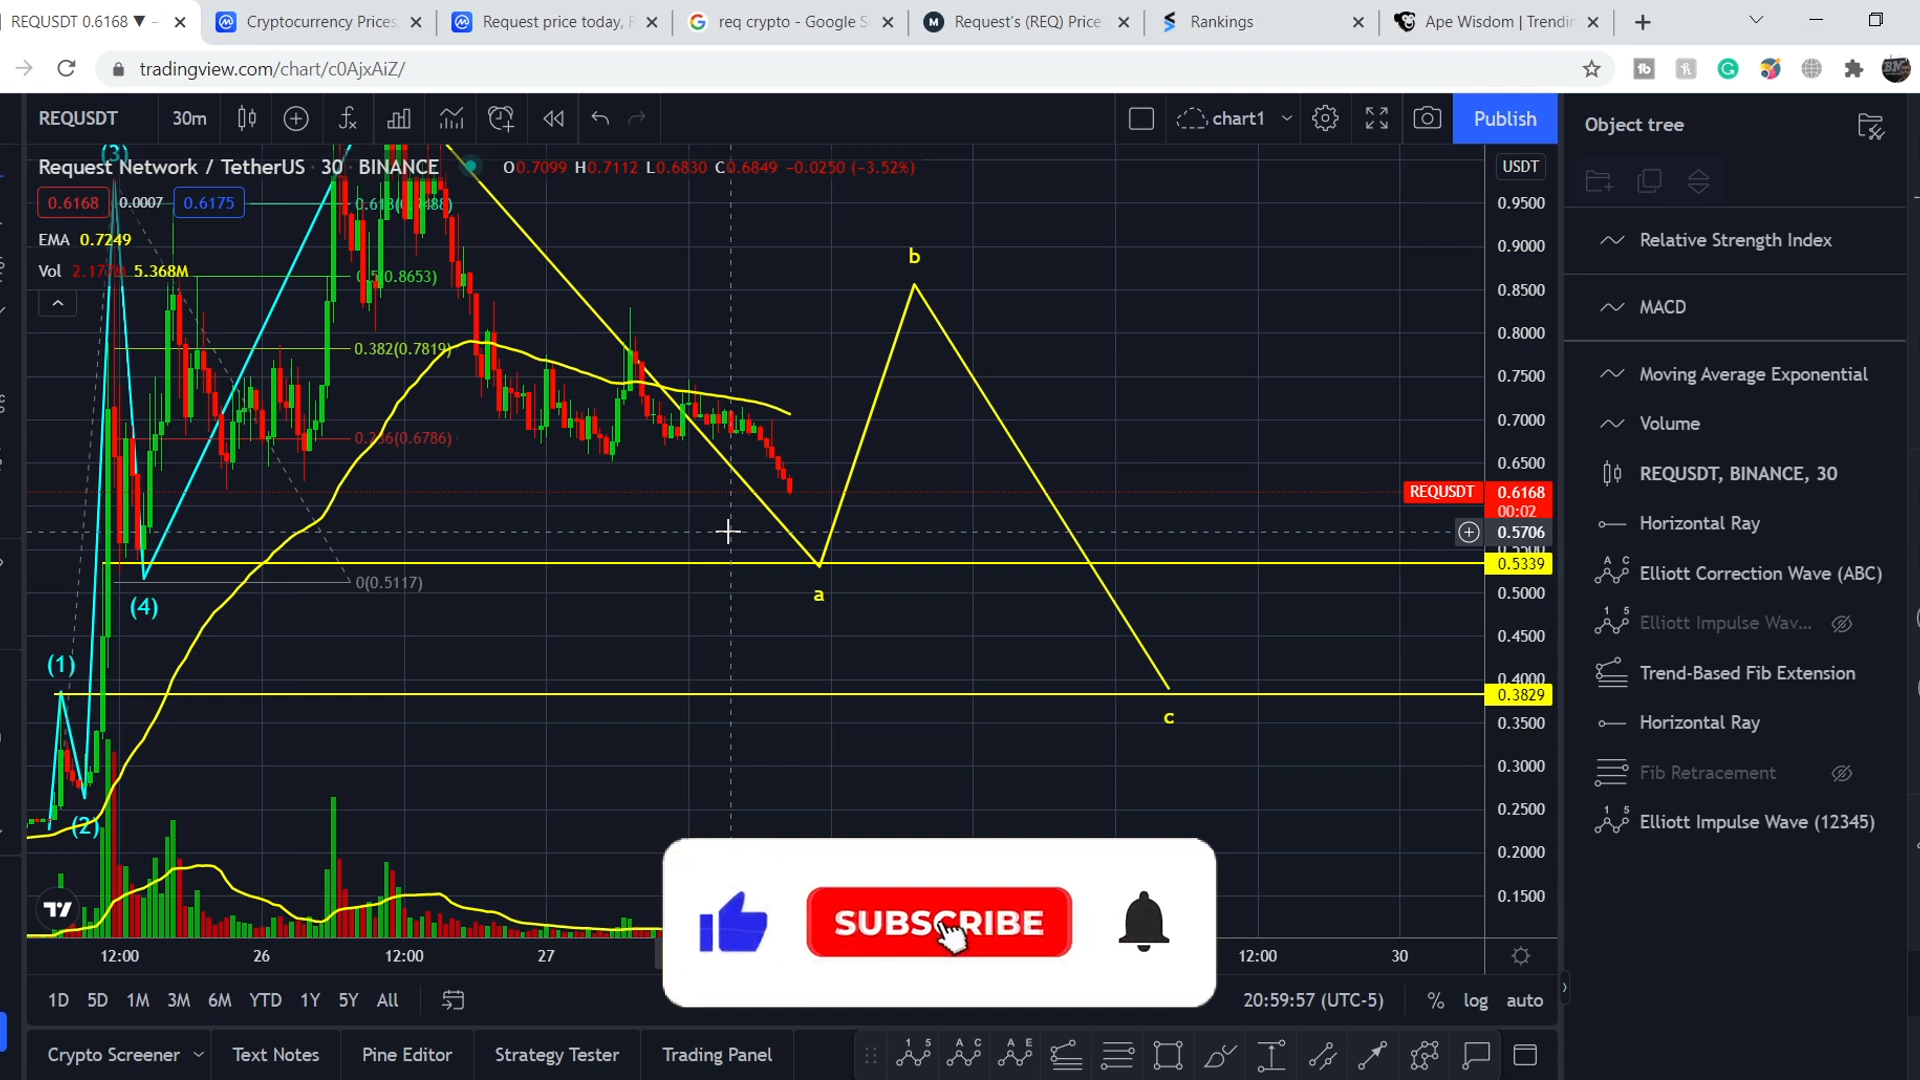 REQUSDT 0.6168 ▼ −
Cryptocurrency Prices
Request price today,
req crypto - Google S
Request's (REQ) Price
Rankings
Ape Wisdom | Trendin
tradingview.com/chart/c0AjxAiZ/
REQUSDT
30m
chart1
Publish
Object tree
Request Network / TetherUS · 30 · BINANCE
O0.7099 H0.7112 L0.6830 C0.6849 −0.0250 (−3.52%)
USDT
0.6168
0.0007
0.6175
EMA 0.7249
Vol 5.368M
(3)
0.5(0.8653)
0.382(0.7819)
0.236(0.6786)
0(0.5117)
(4)
(1)
(2)
a
b
c
0.9500
0.9000
0.8500
0.8000
0.7500
0.7000
0.6500
REQUSDT 0.6168
00:02
0.5706
0.5339
0.5000
0.4500
0.4000
0.3829
0.3500
0.3000
0.2500
0.2000
0.1500
Relative Strength Index
MACD
Moving Average Exponential
Volume
REQUSDT, BINANCE, 30
Horizontal Ray
Elliott Correction Wave (ABC)
Elliott Impulse Wav...
Trend-Based Fib Extension
Horizontal Ray
Fib Retracement
Elliott Impulse Wave (12345)
SUBSCRIBE
12:00
26
12:00
27
12:00
30
1D 5D 1M 3M 6M YTD 1Y 5Y All
20:59:57 (UTC-5)
% log auto
Crypto Screener
Text Notes
Pine Editor
Strategy Tester
Trading Panel